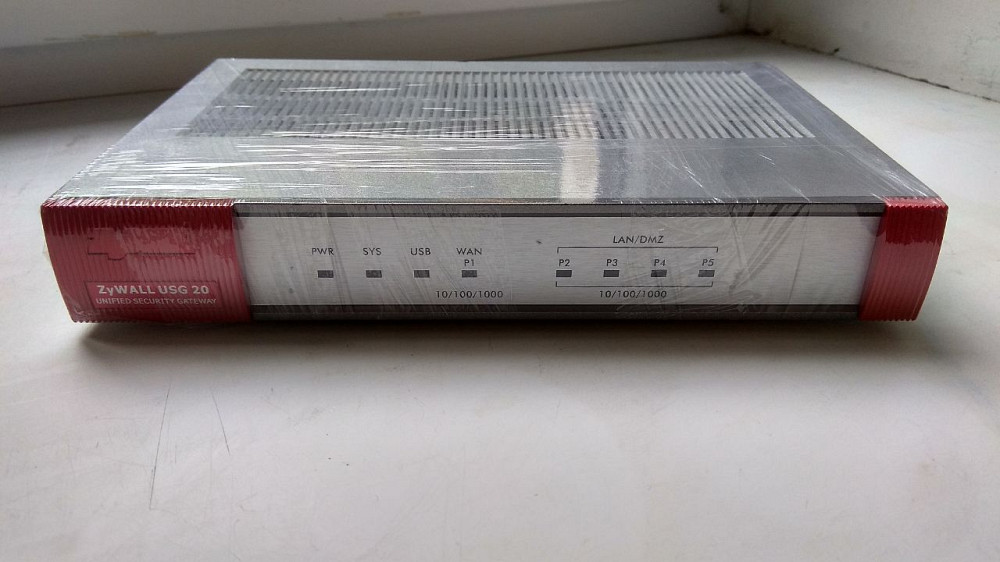 PWR SYS USB WAN
P1
10/100/1000
LAN/DMZ
P2 P3 P4 P5
10/100/1000
ZyWALL USG 20
UNIFIED SECURITY GATEWAY